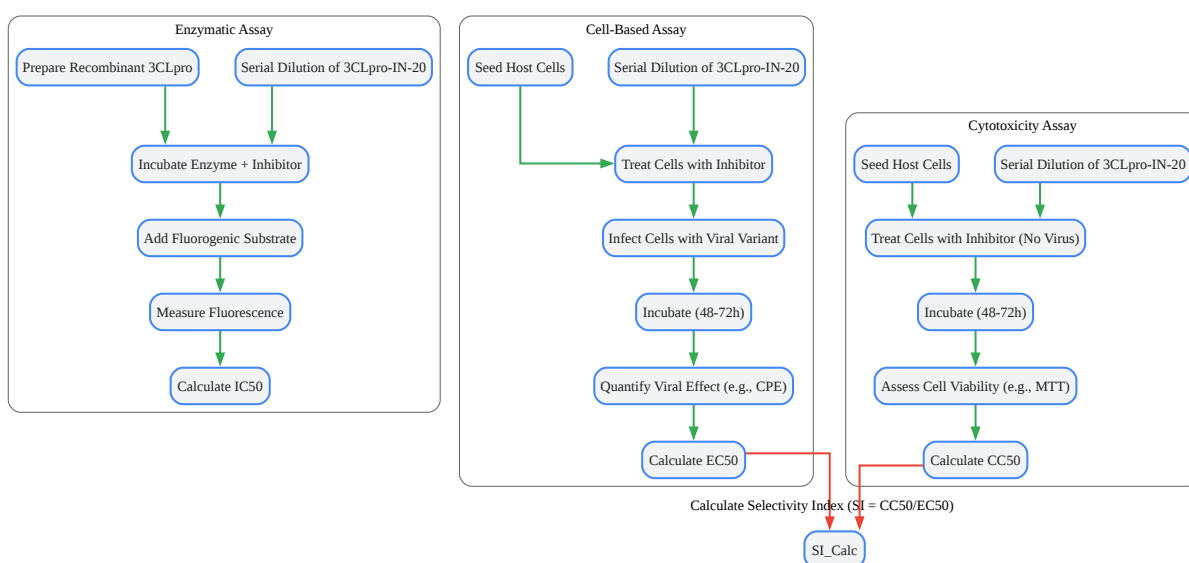 Enzymatic Assay
Prepare Recombinant 3CLpro
Serial Dilution of 3CLpro-IN-20
Incubate Enzyme + Inhibitor
Add Fluorogenic Substrate
Measure Fluorescence
Calculate IC50
Cell-Based Assay
Seed Host Cells
Serial Dilution of 3CLpro-IN-20
Treat Cells with Inhibitor
Infect Cells with Viral Variant
Incubate (48-72h)
Quantify Viral Effect (e.g., CPE)
Calculate EC50
Cytotoxicity Assay
Seed Host Cells
Serial Dilution of 3CLpro-IN-20
Treat Cells with Inhibitor (No Virus)
Incubate (48-72h)
Assess Cell Viability (e.g., MTT)
Calculate CC50
Calculate Selectivity Index (SI = CC50/EC50)
SI_Calc